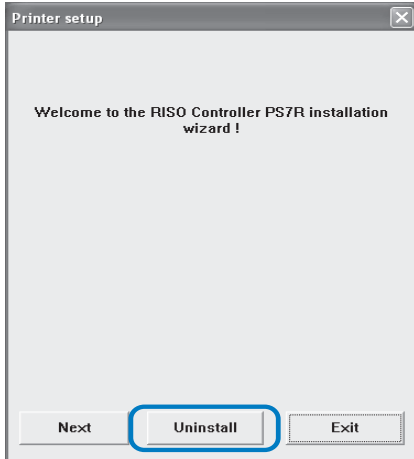 Printer setup
Welcome to the RISO Controller PS7R installation
wizard !
Next Uninstall Exit